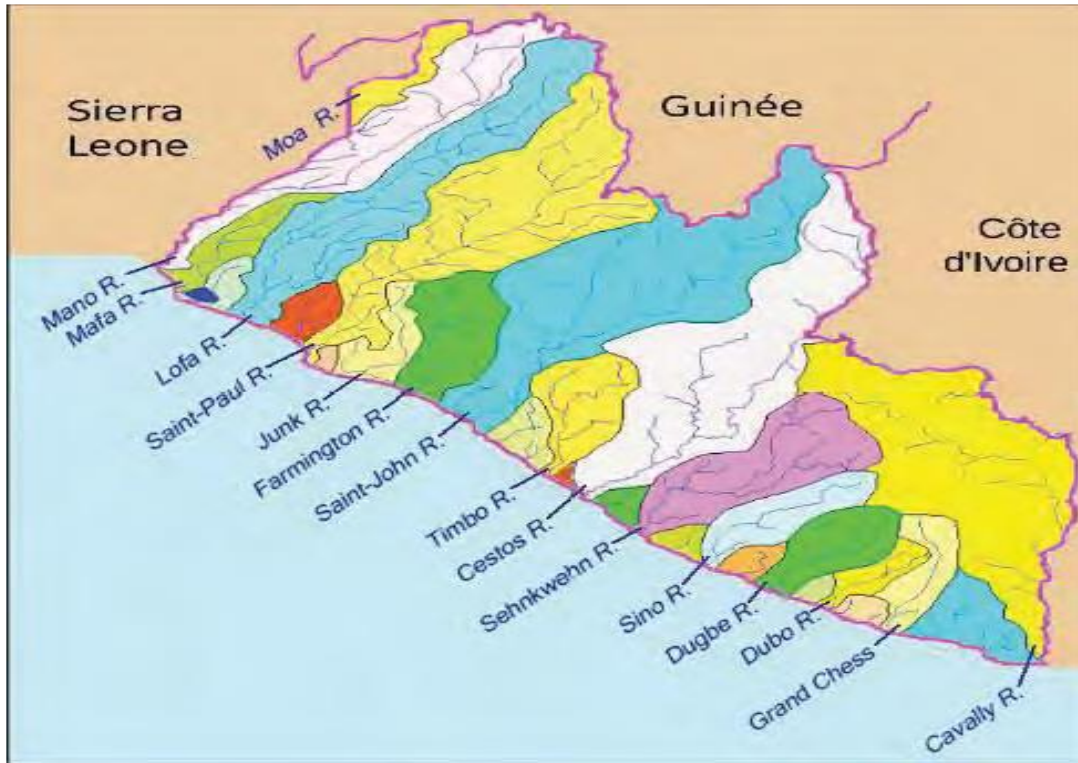 Sierra
Leone
Guinée
Côte
d'Ivoire
Moa R.
Mano R.
Mafa R.
Lofa R.
Saint-Paul R.
Junk R.
Farmington R.
Saint-John R.
Timbo R.
Cestos R.
Sehnkwehn R.
Sino R.
Dugbe R.
Dubo R.
Grand Chess
Cavally R.